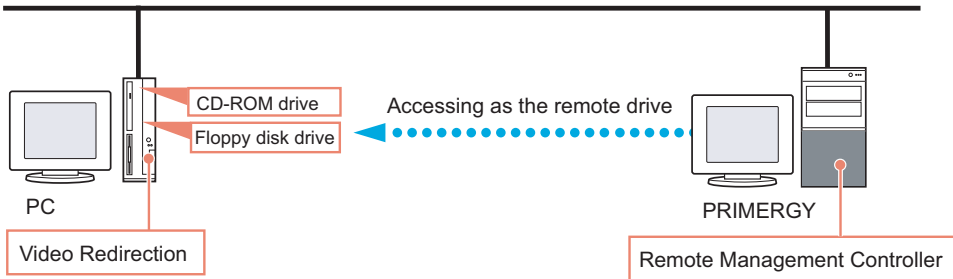 CD-ROM drive
Floppy disk drive
Accessing as the remote drive
PC
PRIMERGY
Video Redirection
Remote Management Controller